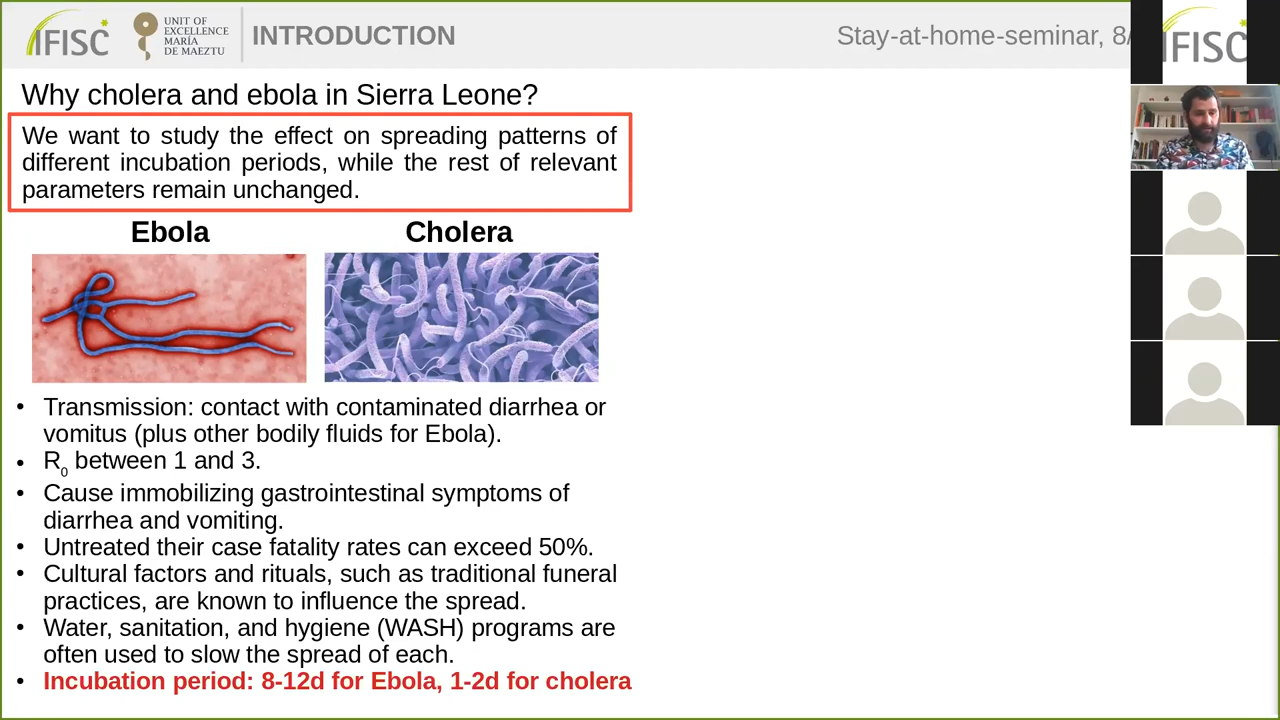 IFISC
UNIT OF
EXCELLENCE
MARÍA
DE MAEZTU
INTRODUCTION
Stay-at-home-seminar, 8/
IFISC
Why cholera and ebola in Sierra Leone?
We want to study the effect on spreading patterns of
different incubation periods, while the rest of relevant
parameters remain unchanged.
Ebola
Cholera
• Transmission: contact with contaminated diarrhea or
vomitus (plus other bodily fluids for Ebola).
• R0 between 1 and 3.
• Cause immobilizing gastrointestinal symptoms of
diarrhea and vomiting.
• Untreated their case fatality rates can exceed 50%.
• Cultural factors and rituals, such as traditional funeral
practices, are known to influence the spread.
• Water, sanitation, and hygiene (WASH) programs are
often used to slow the spread of each.
• Incubation period: 8-12d for Ebola, 1-2d for cholera